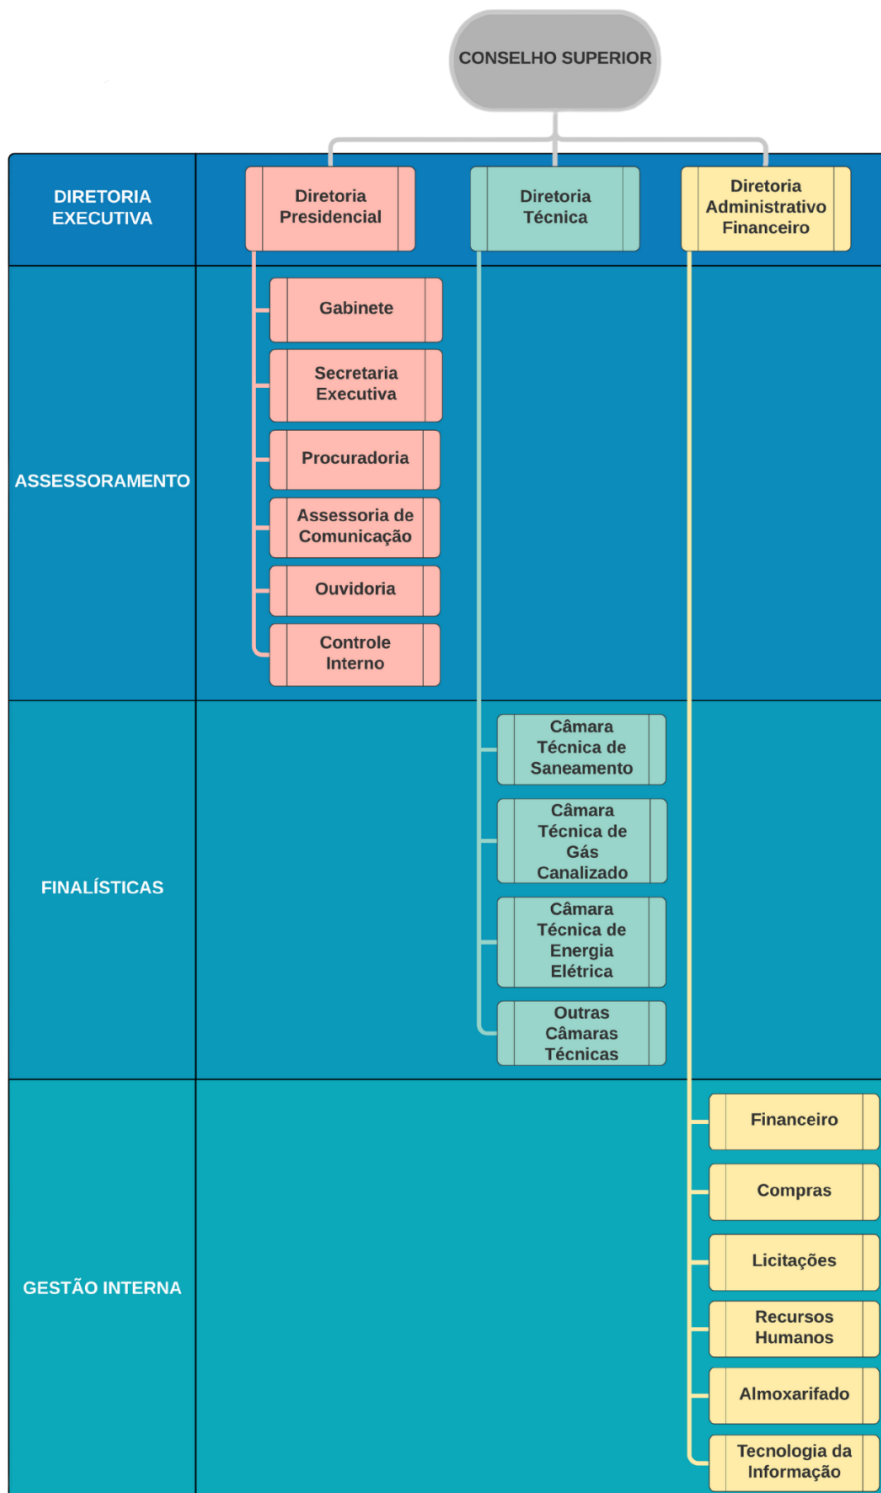 CONSELHO SUPERIOR
DIRETORIA
EXECUTIVA
Diretoria
Presidencial
Diretoria
Técnica
Diretoria
Administrativo
Financeiro
ASSESSORAMENTO
Gabinete
Secretaria
Executiva
Procuradoria
Assessoria de
Comunicação
Ouvidoria
Controle
Interno
FINALÍSTICAS
Câmara
Técnica de
Saneamento
Câmara
Técnica de
Gás
Canalizado
Câmara
Técnica de
Energia
Elétrica
Outras
Câmaras
Técnicas
GESTÃO INTERNA
Financeiro
Compras
Licitações
Recursos
Humanos
Almoxarifado
Tecnologia da
Informação